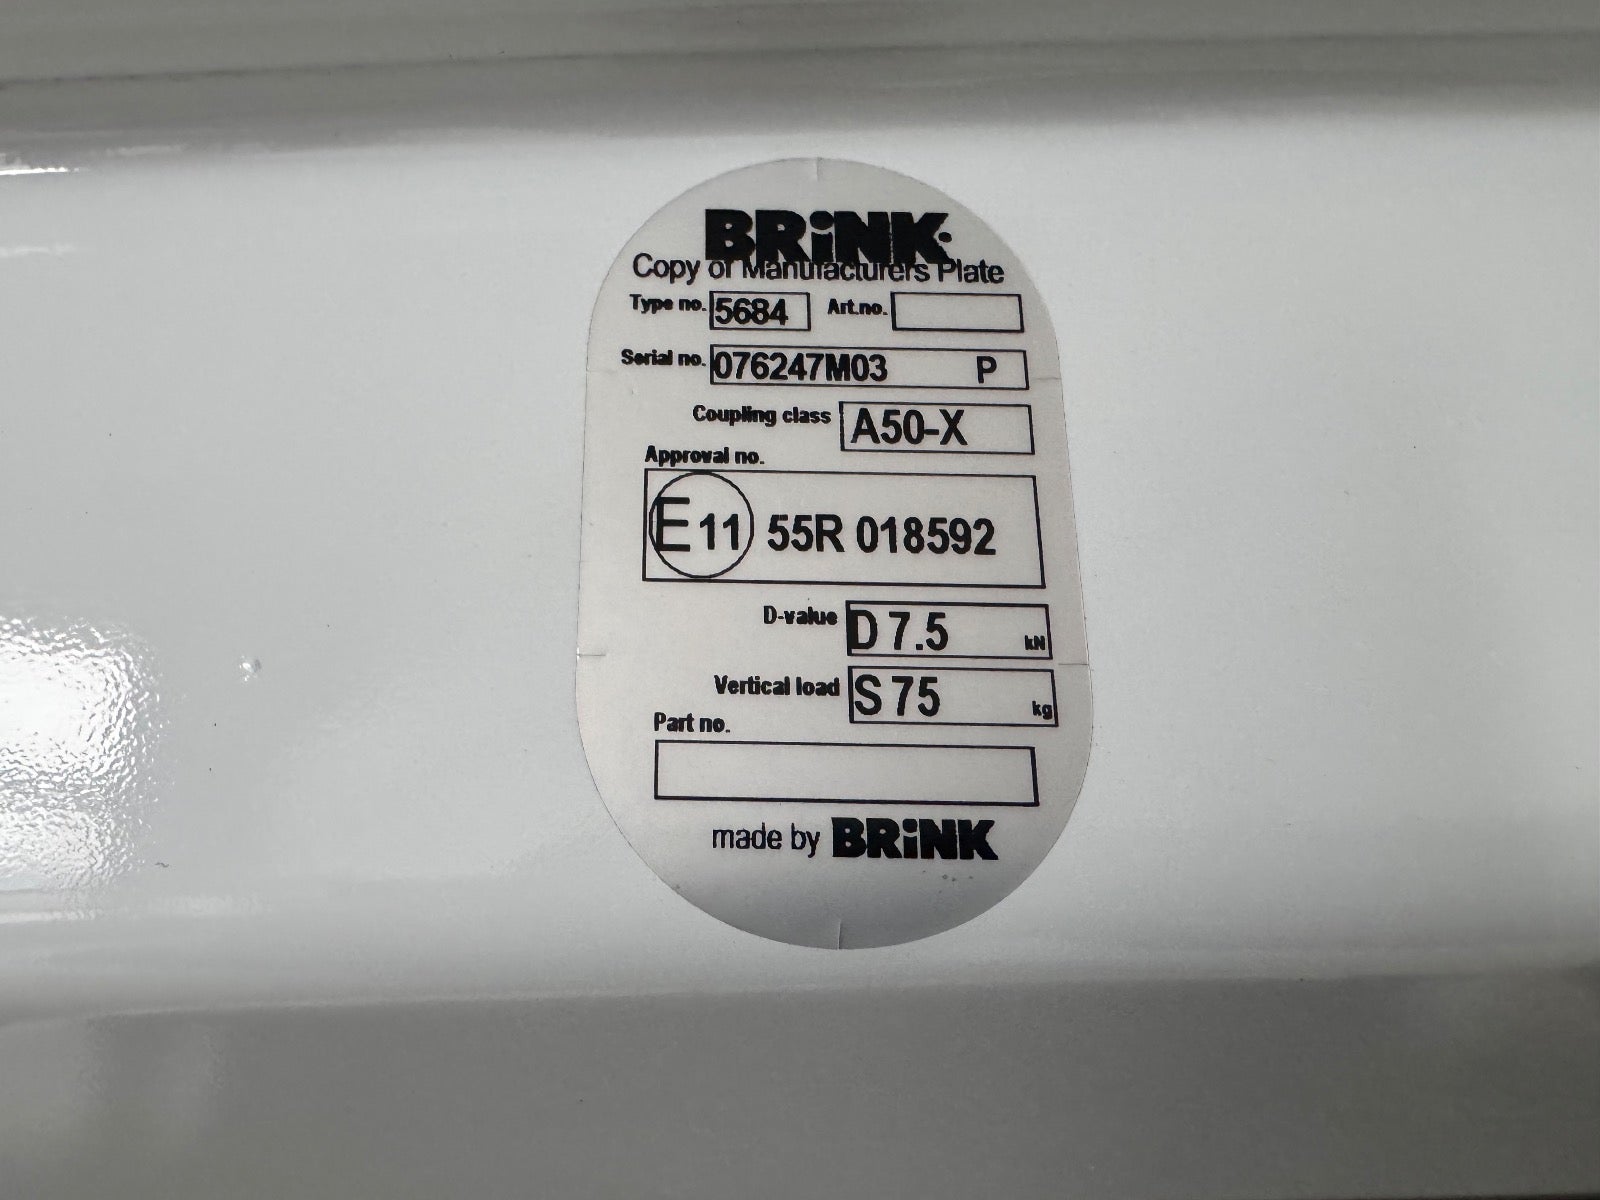 BRiNK
Copy of Manufacturers Plate
Type no. 5684 Art.no.
Serial no. 076247M03 P
Coupling class A50-X
Approval no.
E11 55R 018592
D-value D 7.5 kN
Vertical load S 75 kg
Part no.
made by BRiNK